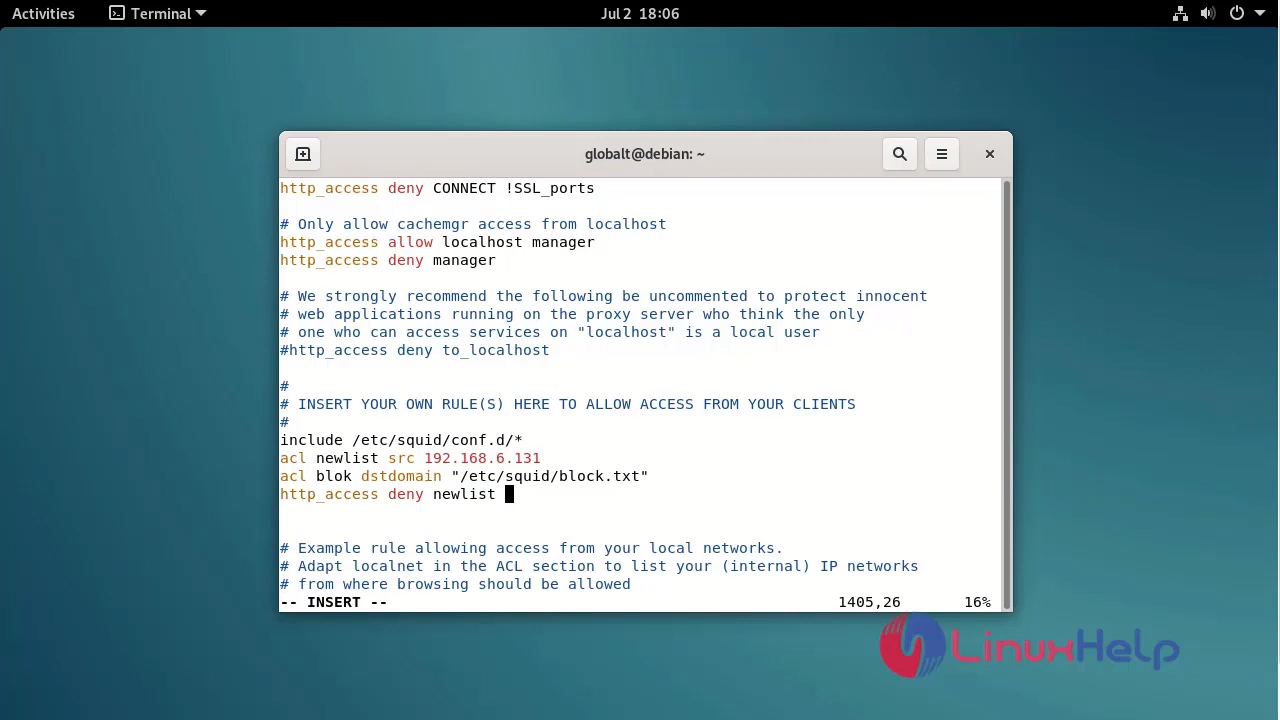 Activities
Terminal
Jul 2 18:06
globalt@debian: ~
http_access deny CONNECT !SSL_ports
# Only allow cachemgr access from localhost
http_access allow localhost manager
http_access deny manager
# We strongly recommend the following be uncommented to protect innocent
# web applications running on the proxy server who think the only
# one who can access services on "localhost" is a local user
#http_access deny to_localhost
#
# INSERT YOUR OWN RULE(S) HERE TO ALLOW ACCESS FROM YOUR CLIENTS
#
include /etc/squid/conf.d/*
acl newlist src 192.168.6.131
acl blok dstdomain "/etc/squid/block.txt"
http_access deny newlist
# Example rule allowing access from your local networks.
# Adapt localnet in the ACL section to list your (internal) IP networks
# from where browsing should be allowed
-- INSERT -- 1405,26 16%
LinuxHelp